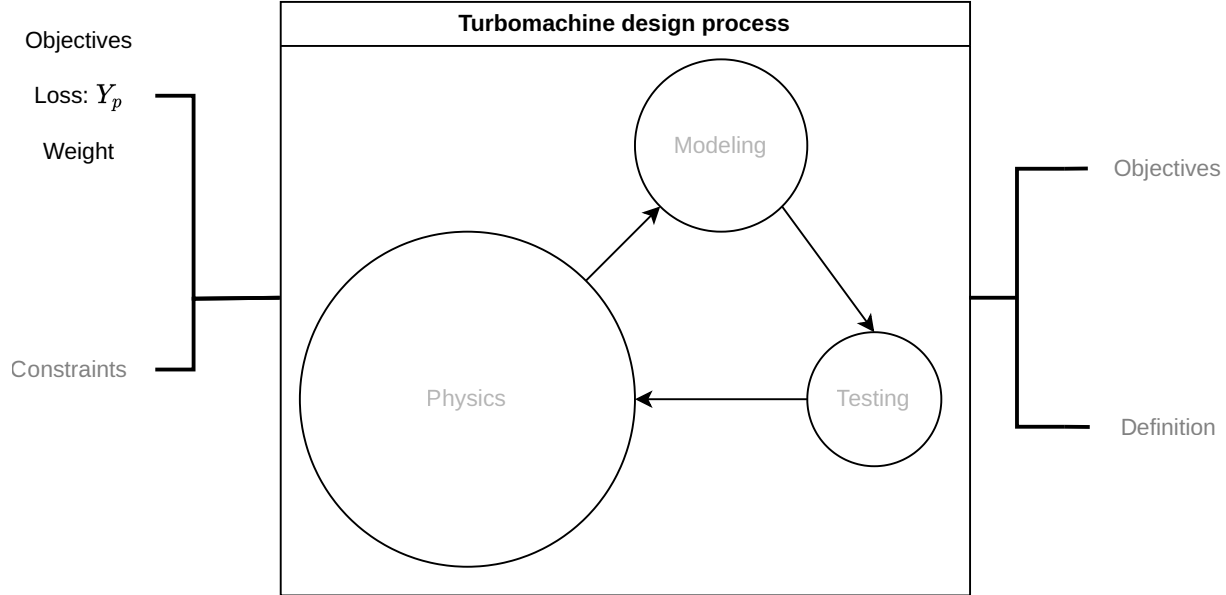 Turbomachine design process
Objectives
Loss: Yₚ
Weight
Constraints
Modeling
Physics
Testing
Objectives
Definition